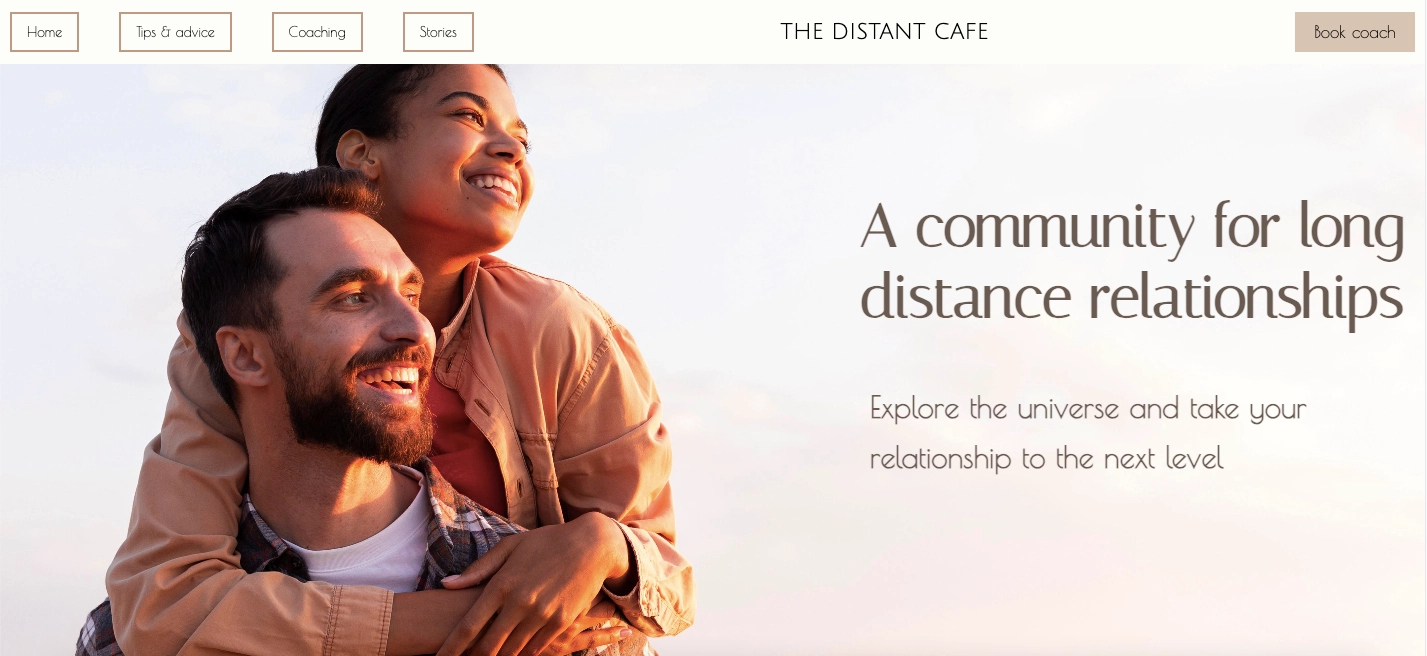 Home
Tips & advice
Coaching
Stories
THE DISTANT CAFE
Book coach
A community for long
distance relationships
Explore the universe and take your
relationship to the next level